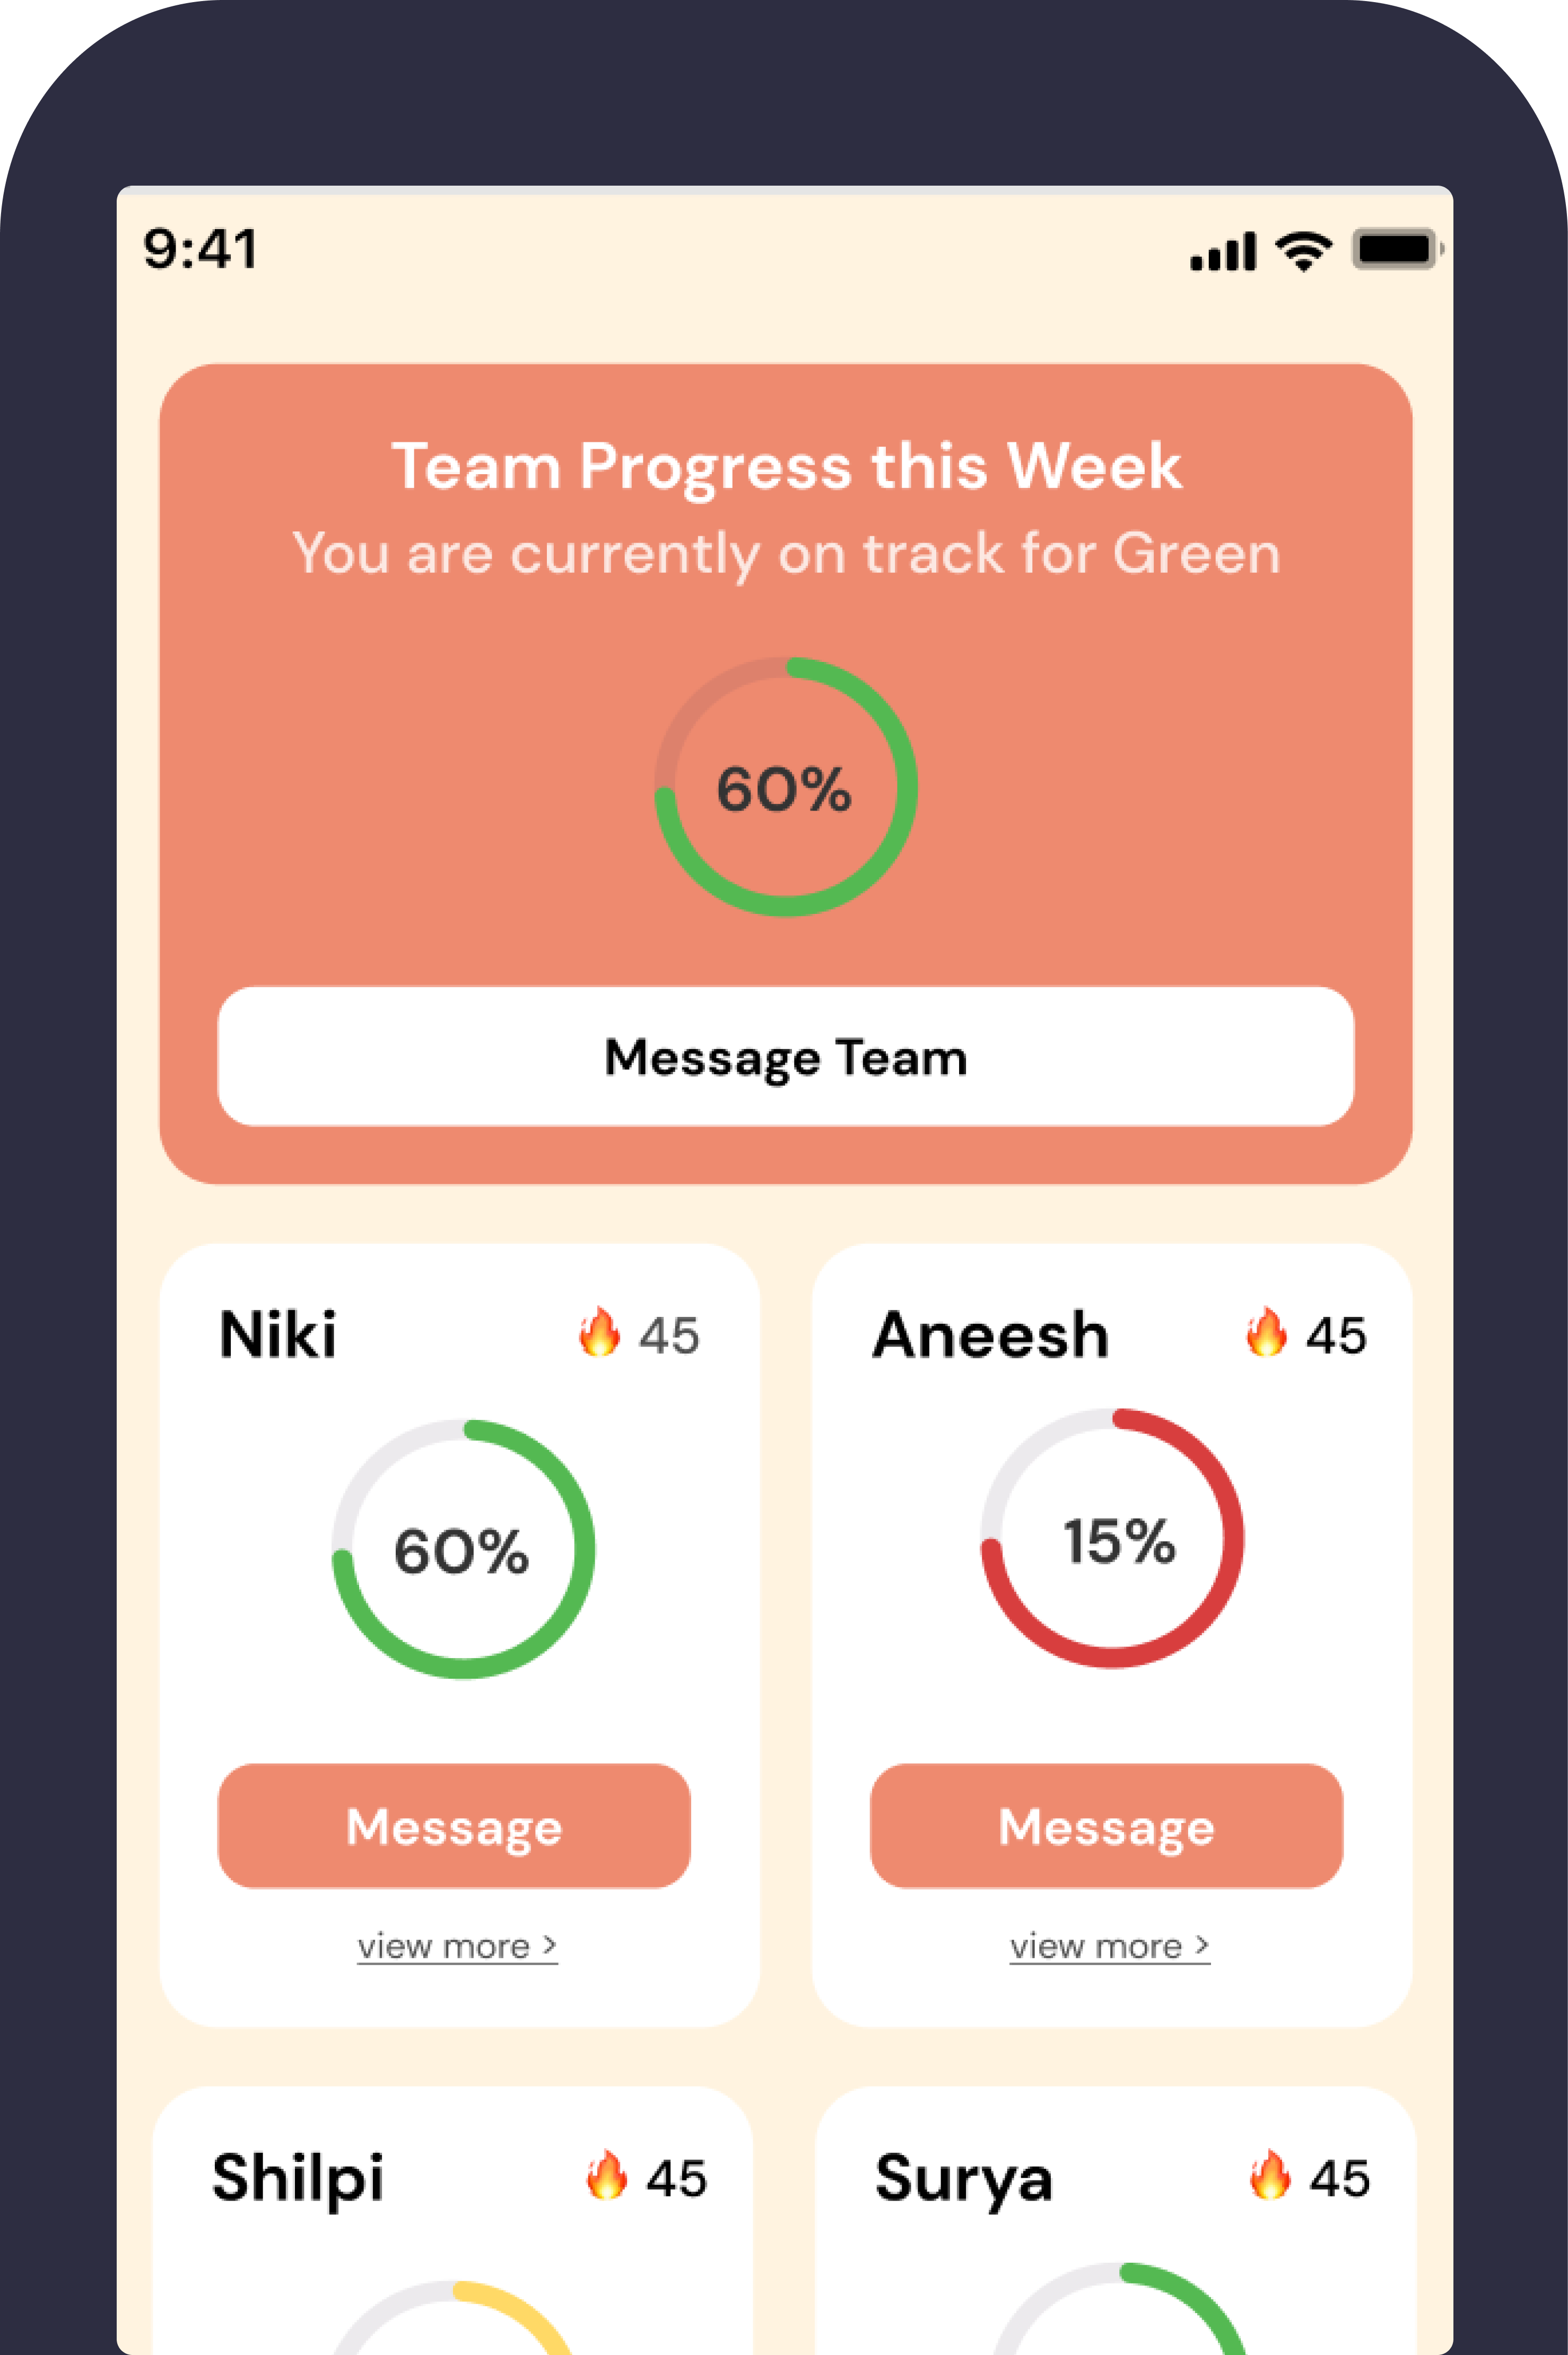 9:41
Team Progress this Week
You are currently on track for Green
60%
Message Team
Niki 🔥 45
60%
Message
view more >
Aneesh 🔥 45
15%
Message
view more >
Shilpi 🔥 45
Surya 🔥 45